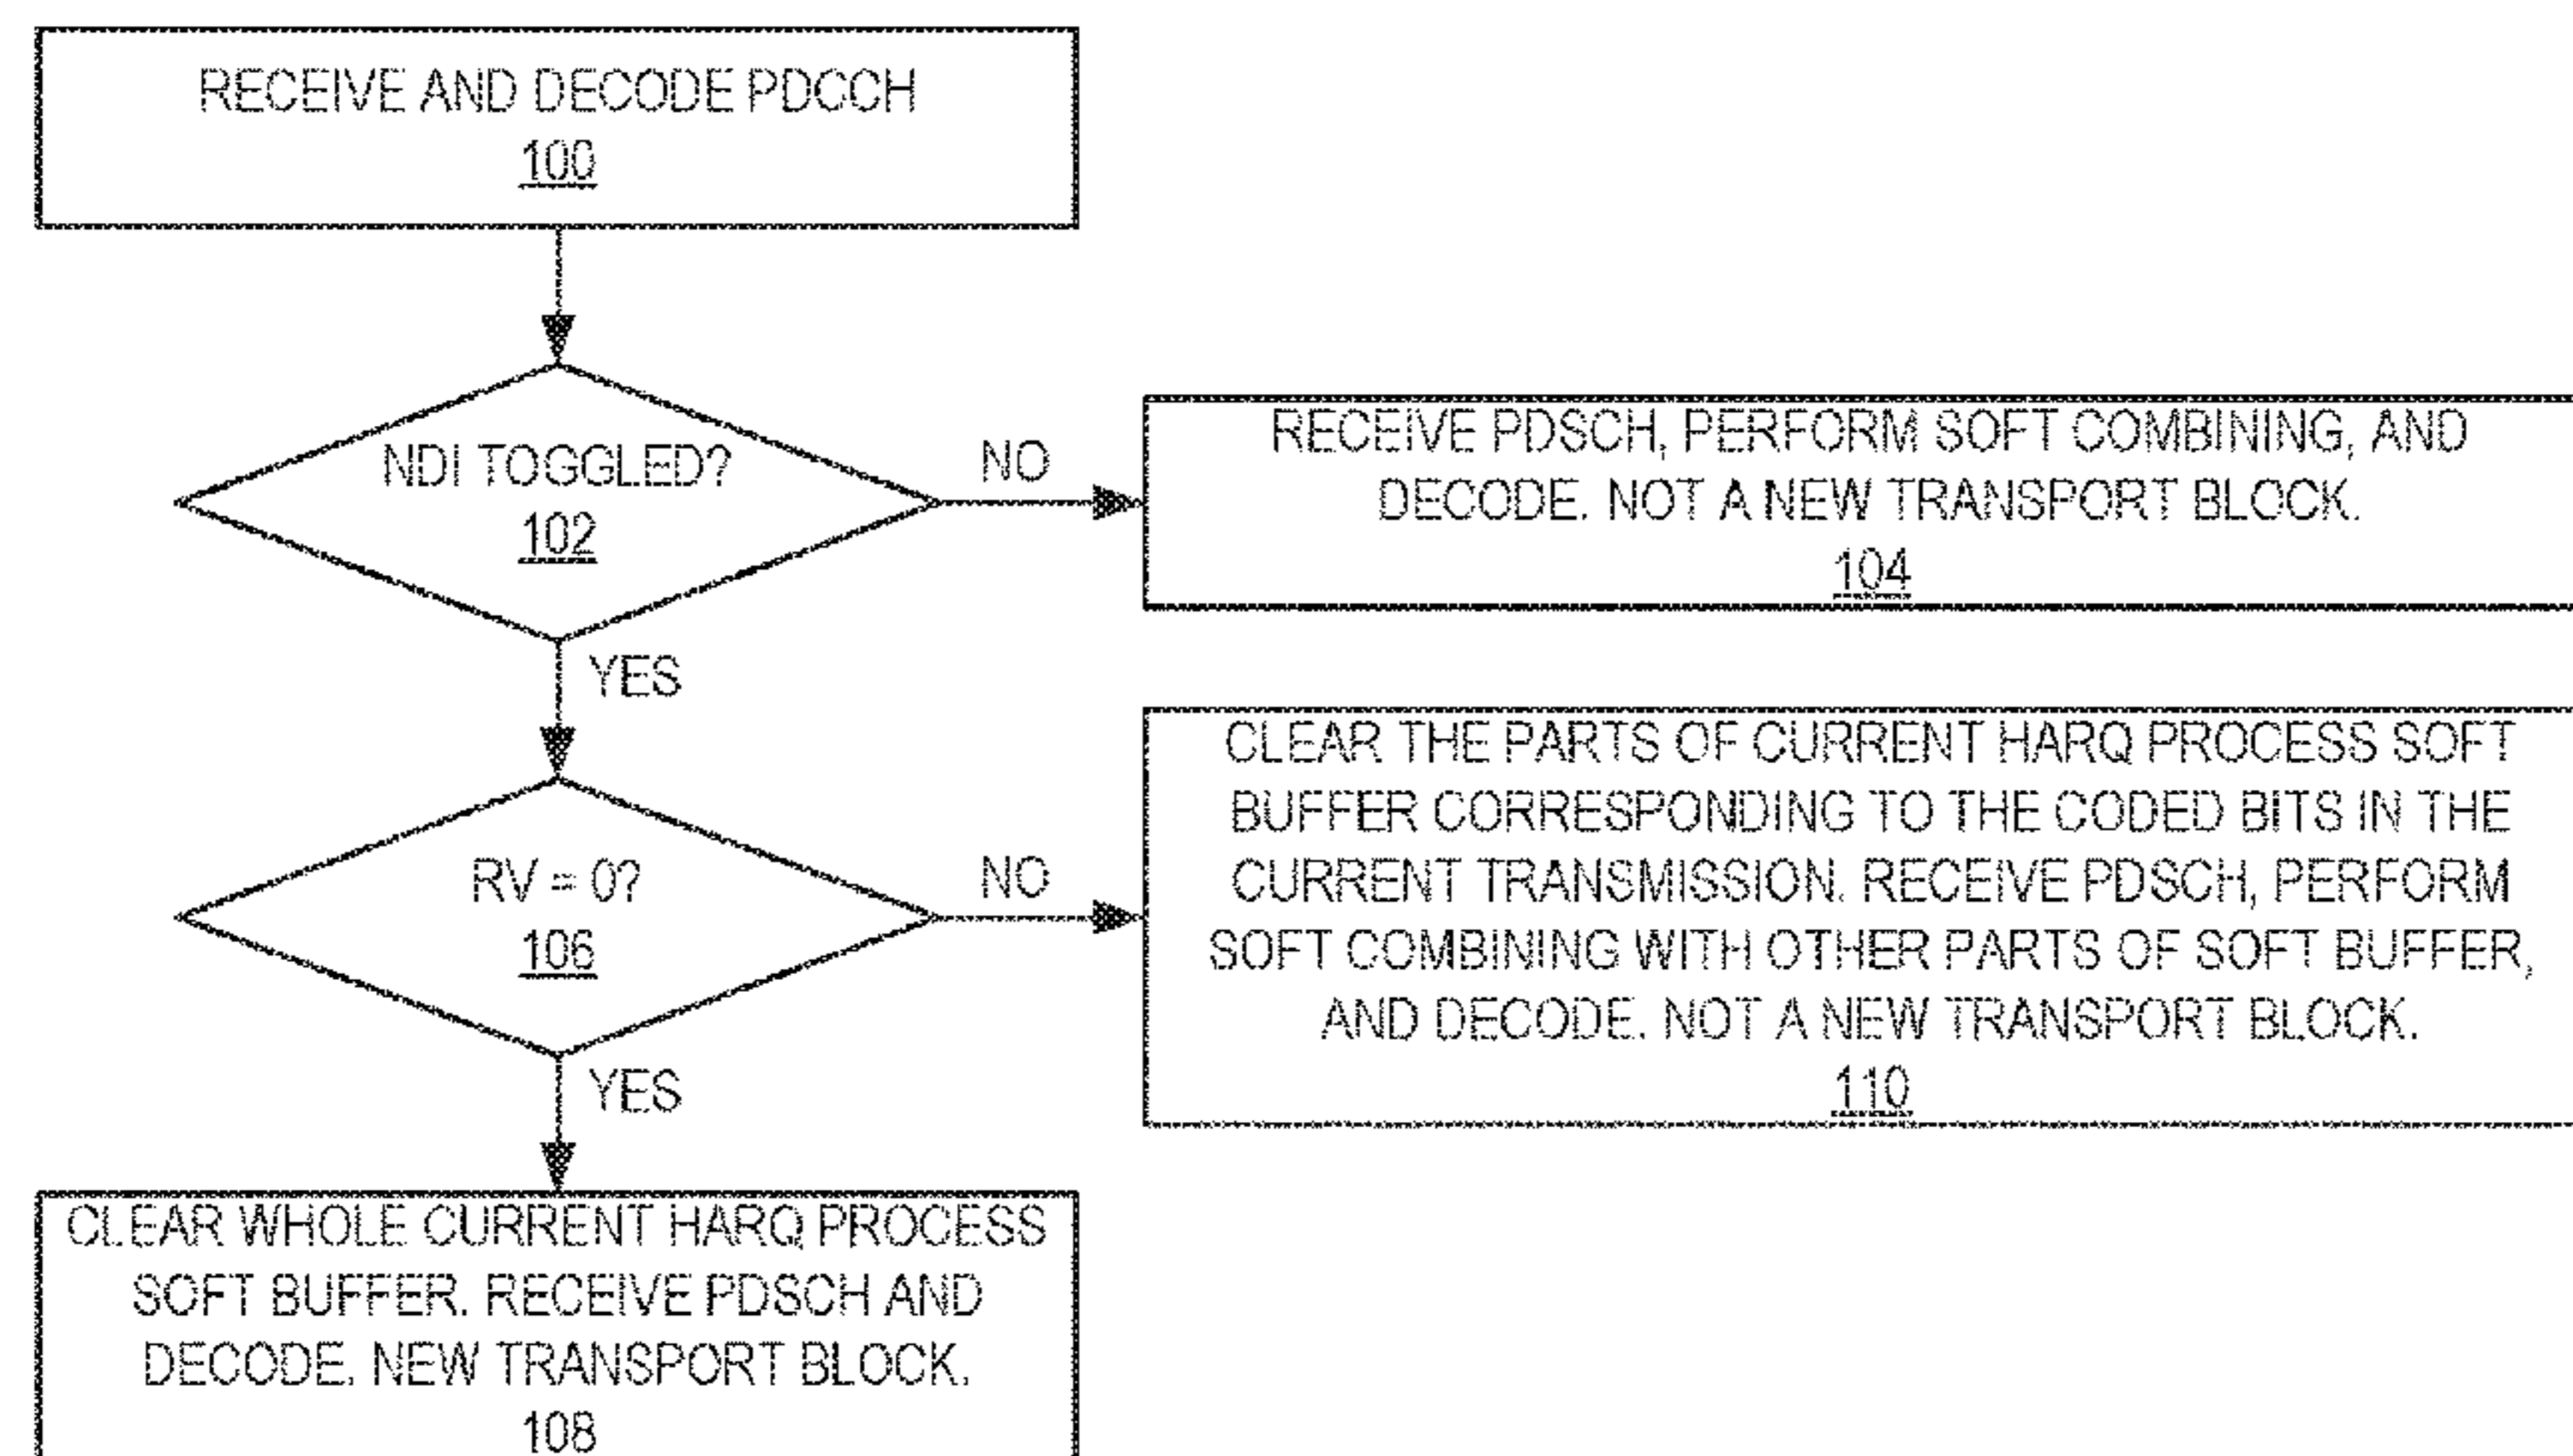 RECEIVE AND DECODE PDCCH
100
NDI TOGGLED?
102
NO
RECEIVE PDSCH, PERFORM SOFT COMBINING, AND
DECODE. NOT A NEW TRANSPORT BLOCK.
104
YES
RV = 0?
106
NO
CLEAR THE PARTS OF CURRENT HARQ PROCESS SOFT
BUFFER CORRESPONDING TO THE CODED BITS IN THE
CURRENT TRANSMISSION. RECEIVE PDSCH, PERFORM
SOFT COMBINING WITH OTHER PARTS OF SOFT BUFFER,
AND DECODE. NOT A NEW TRANSPORT BLOCK.
110
YES
CLEAR WHOLE CURRENT HARQ PROCESS
SOFT BUFFER. RECEIVE PDSCH AND
DECODE. NEW TRANSPORT BLOCK.
108